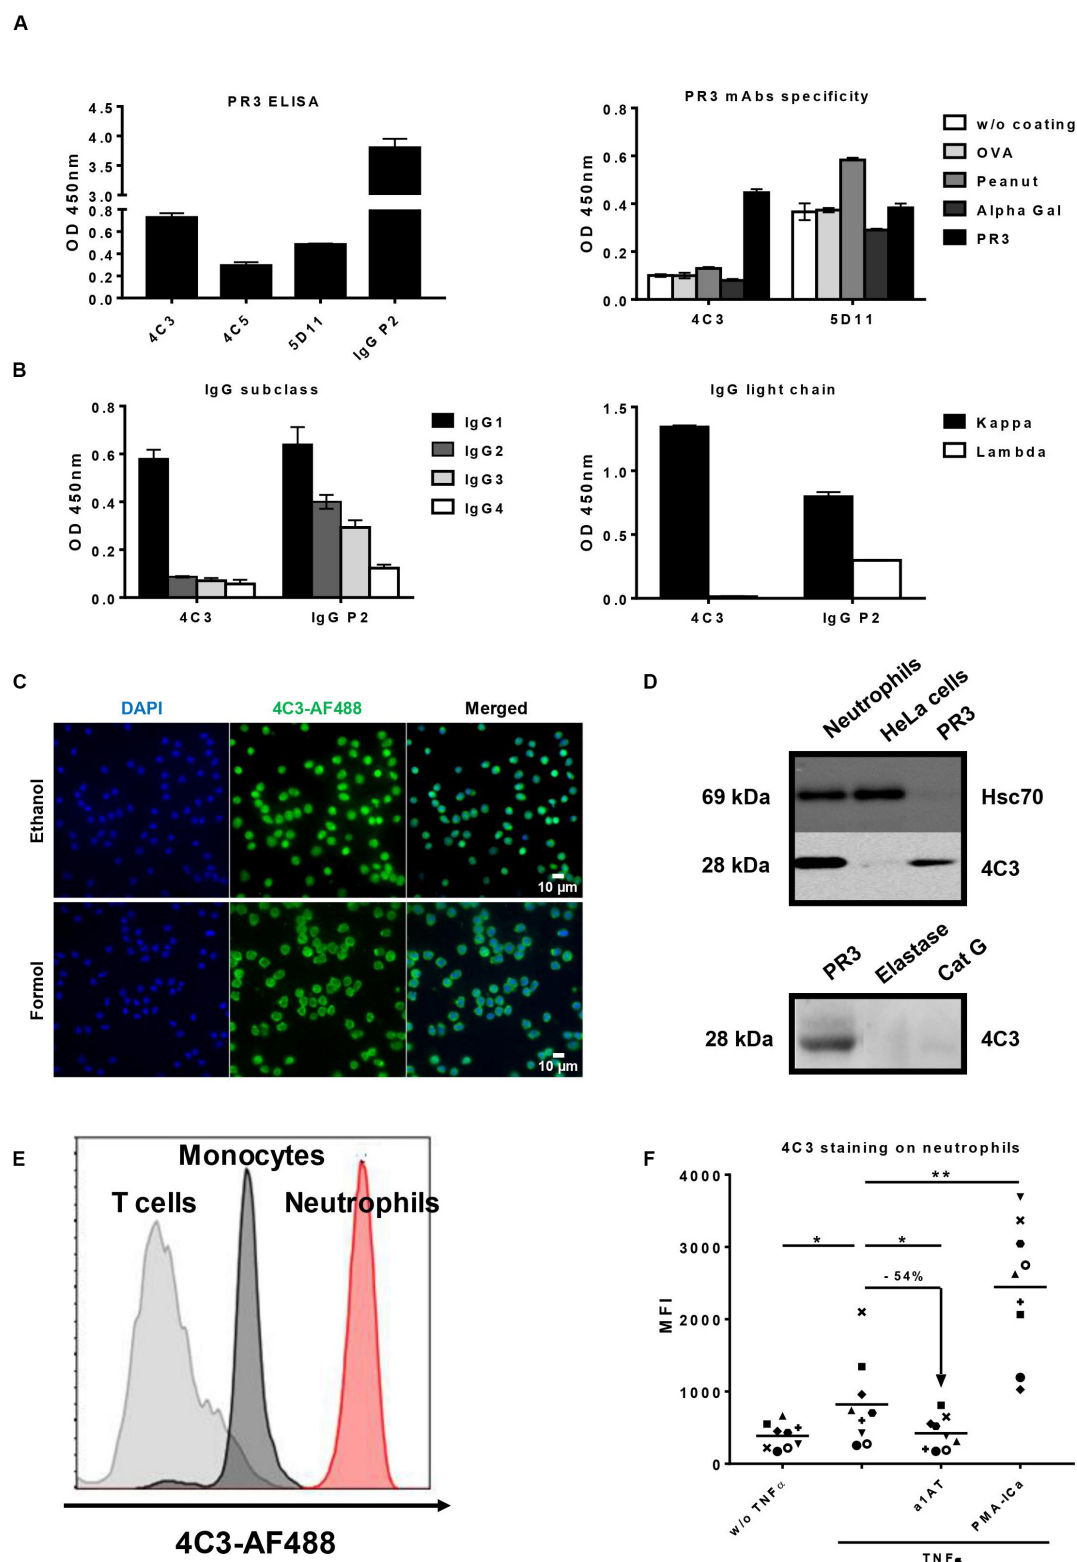 A
PR3 ELISA
OD 450nm
4.5
4.0
3.5
3.0
0.8
0.6
0.4
0.2
0.0
4C3
4C5
5D11
IgG P2
PR3 mAbs specificity
OD 450nm
0.8
0.6
0.4
0.2
0.0
4C3
5D11
w/o coating
OVA
Peanut
Alpha Gal
PR3
B
IgG subclass
OD 450nm
0.8
0.6
0.4
0.2
0.0
4C3
IgG P2
IgG1
IgG2
IgG3
IgG4
IgG light chain
OD 450nm
1.5
1.0
0.5
0.0
4C3
IgG P2
Kappa
Lambda
C
DAPI
4C3-AF488
Merged
Ethanol
10 µm
Formol
10 µm
D
Neutrophils
HeLa cells
PR3
69 kDa
Hsc70
28 kDa
4C3
PR3
Elastase
Cat G
28 kDa
4C3
E
Monocytes
T cells
Neutrophils
4C3-AF488
F
4C3 staining on neutrophils
MFI
4000
3000
2000
1000
0
**
*
*
- 54%
w/o TNFα
a1AT
PMA-ICa
TNFα